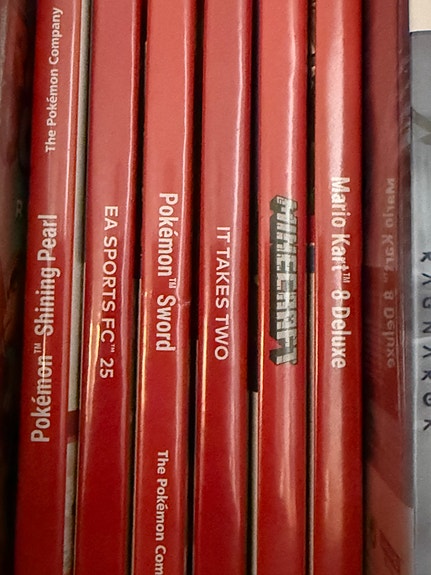 The Pokémon Company
Pokémon™ Shining Pearl
EA SPORTS FC™ 25
Pokémon™ Sword
The Pokémon Com
IT TAKES TWO
MINECRAFT
Mario Kart™ 8 Deluxe
Mario Kart™ 8 Deluxe
RAGNARÖK